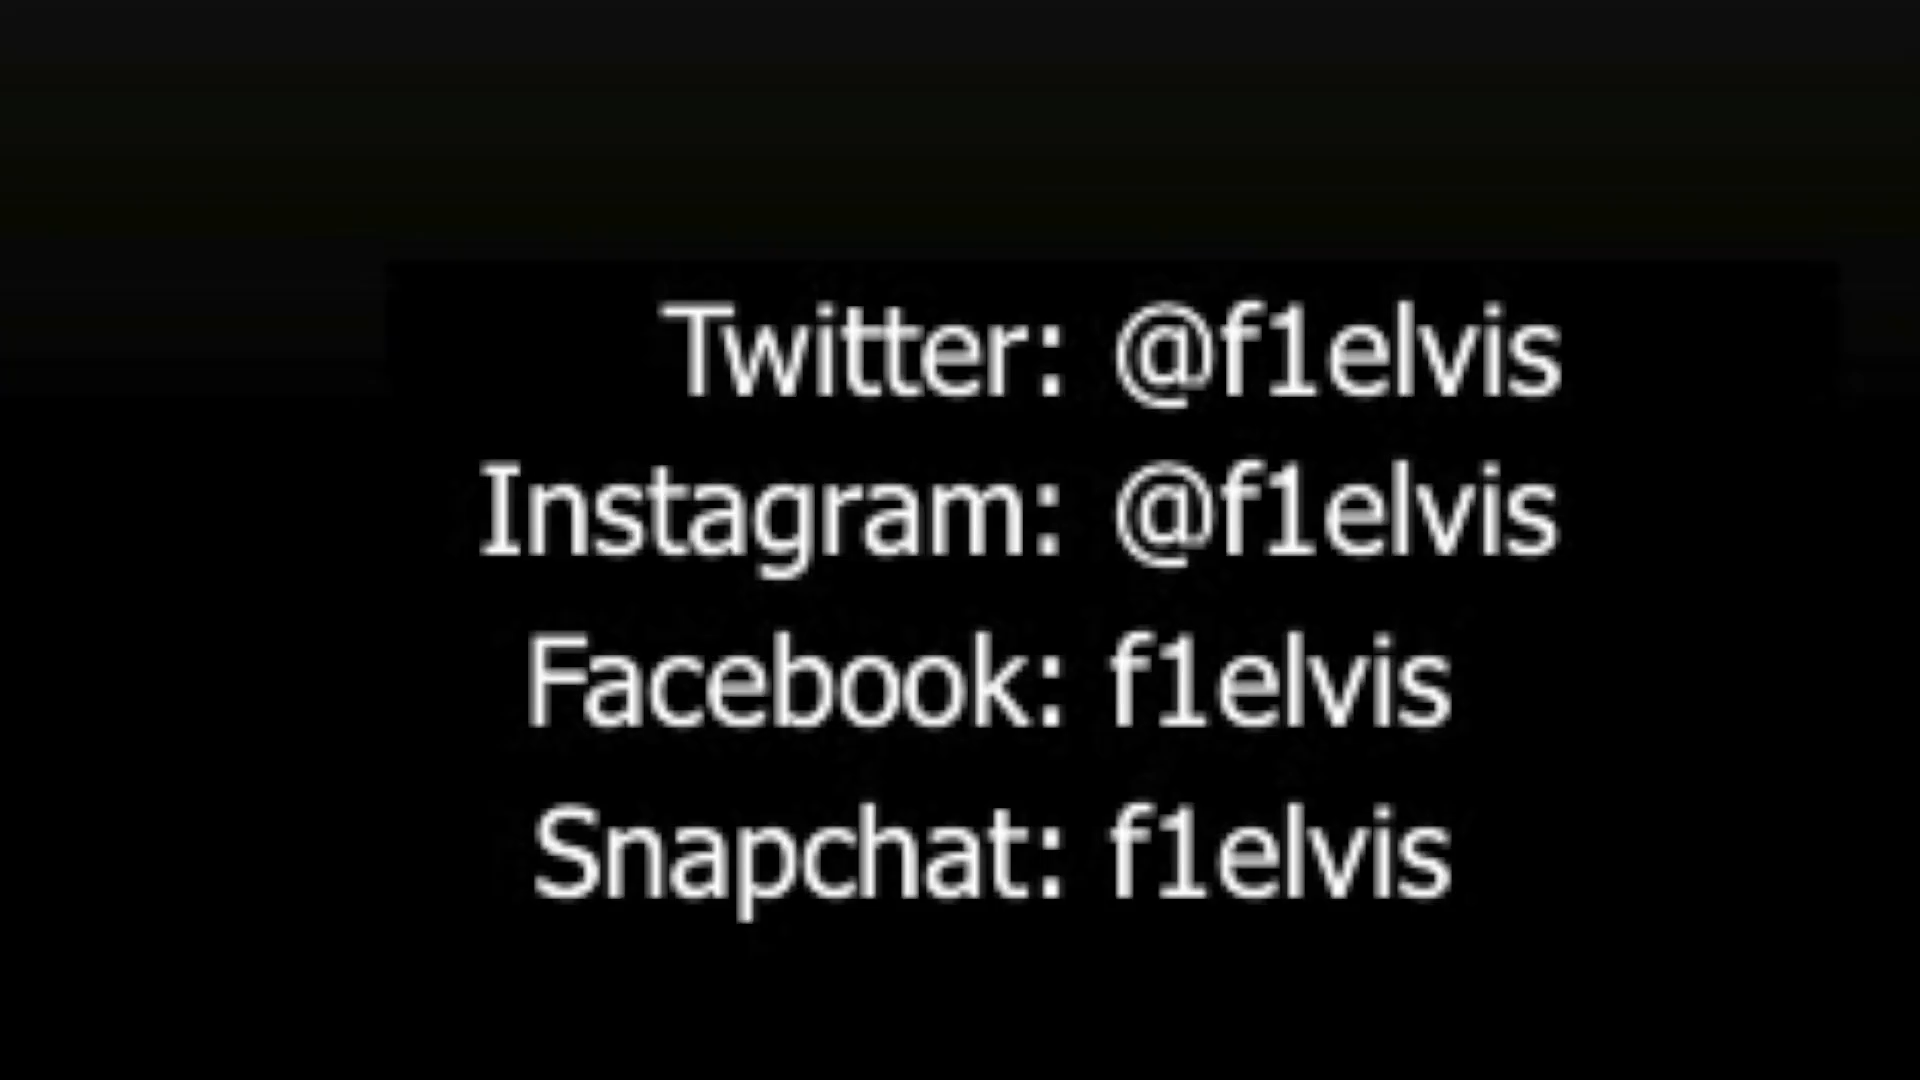 Twitter: @f1elvis
Instagram: @f1elvis
Facebook: f1elvis
Snapchat: f1elvis